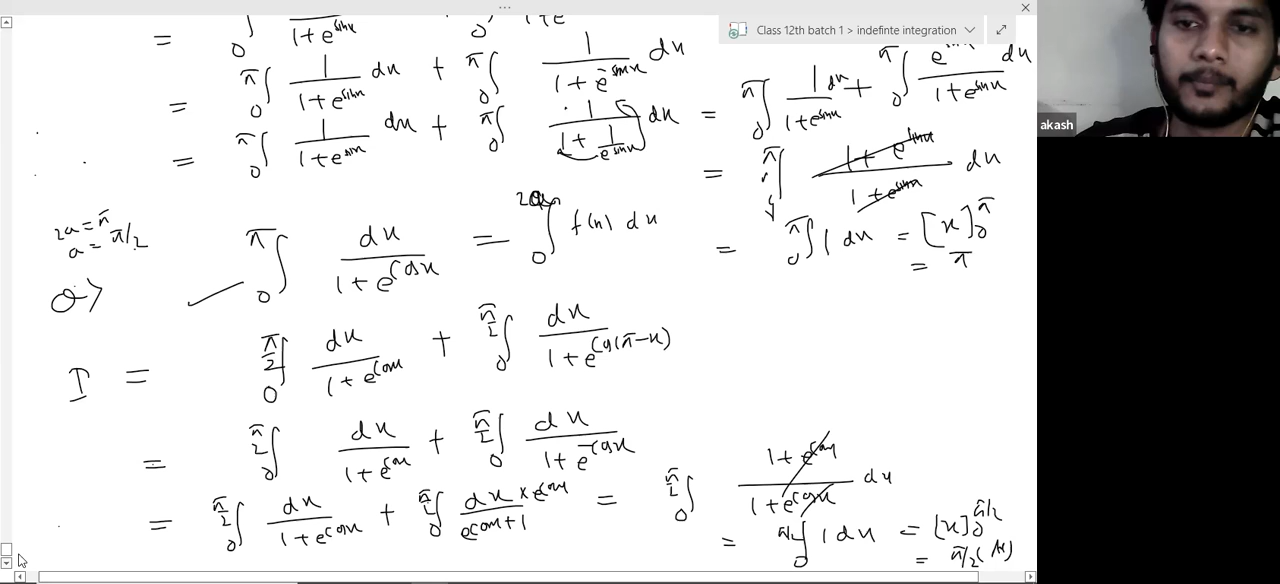 Class 12th batch 1 > indefinte integration
akash
= ∫₀ 1+e^sinx ∫₀ 1+e
= ∫₀^π 1/(1+e^sinx) dx + ∫₀^π 1/(1+e^-sinx) dx
= ∫₀^π 1/(1+e^sinx) dx + ∫₀^π 1/(1+1/e^sinx) dx = ∫₀^π 1/(1+e^sinx) dx + ∫₀^π e^sinx/(1+e^sinx) dx
= ∫₀^π (1+e^sinx)/(1+e^sinx) dx
= ∫₀^π 1 dx = [x]₀^π
= π
2a = π
a = π/2
Q> ∫₀^π dx/(1+e^cosx) = ∫₀^2a f(x) dx
I = ∫₀^π/2 dx/(1+e^cosx) + ∫₀^π/2 dx/(1+e^cos(π-x))
= ∫₀^π/2 dx/(1+e^cosx) + ∫₀^π/2 dx/(1+e^-cosx)
= ∫₀^π/2 dx/(1+e^cosx) + ∫₀^π/2 dx×e^cosx/(e^cosx+1) = ∫₀^π/2 (1+e^cosx)/(1+e^cosx) dx
= ∫₀^π/2 1 dx = [x]₀^π/2
= π/2